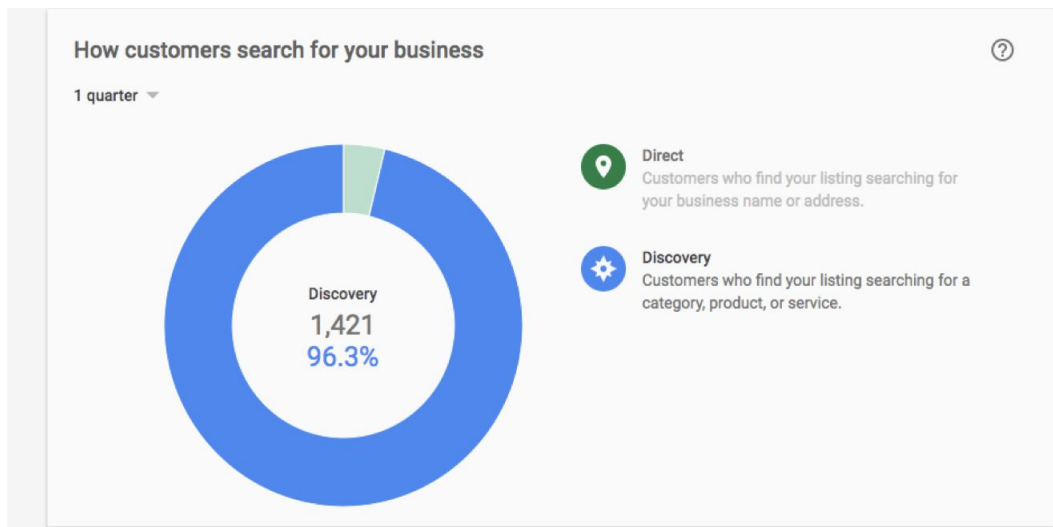 How customers search for your business
1 quarter
Discovery
1,421
96.3%
Direct
Customers who find your listing searching for
your business name or address.
Discovery
Customers who find your listing searching for a
category, product, or service.